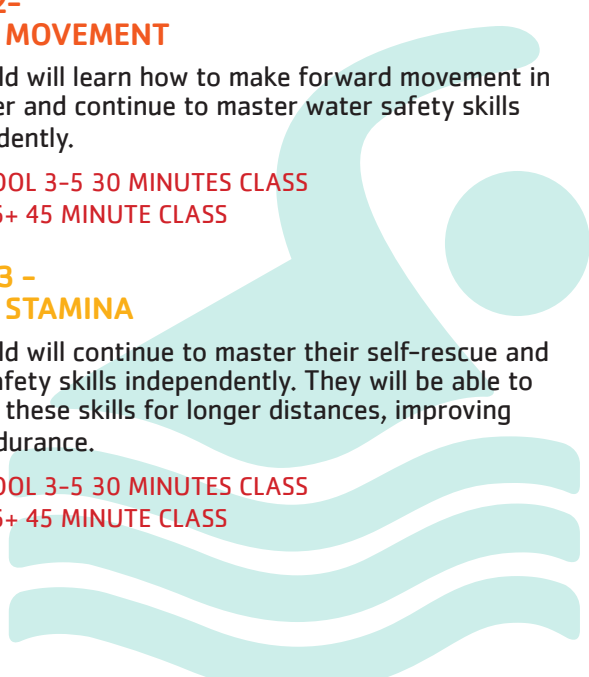 2-
MOVEMENT
ld will learn how to make forward movement in
er and continue to master water safety skills
dently.
OOL 3-5 30 MINUTES CLASS
5+ 45 MINUTE CLASS
3 -
STAMINA
ld will continue to master their self-rescue and
afety skills independently. They will be able to
these skills for longer distances, improving
durance.
OOL 3-5 30 MINUTES CLASS
5+ 45 MINUTE CLASS